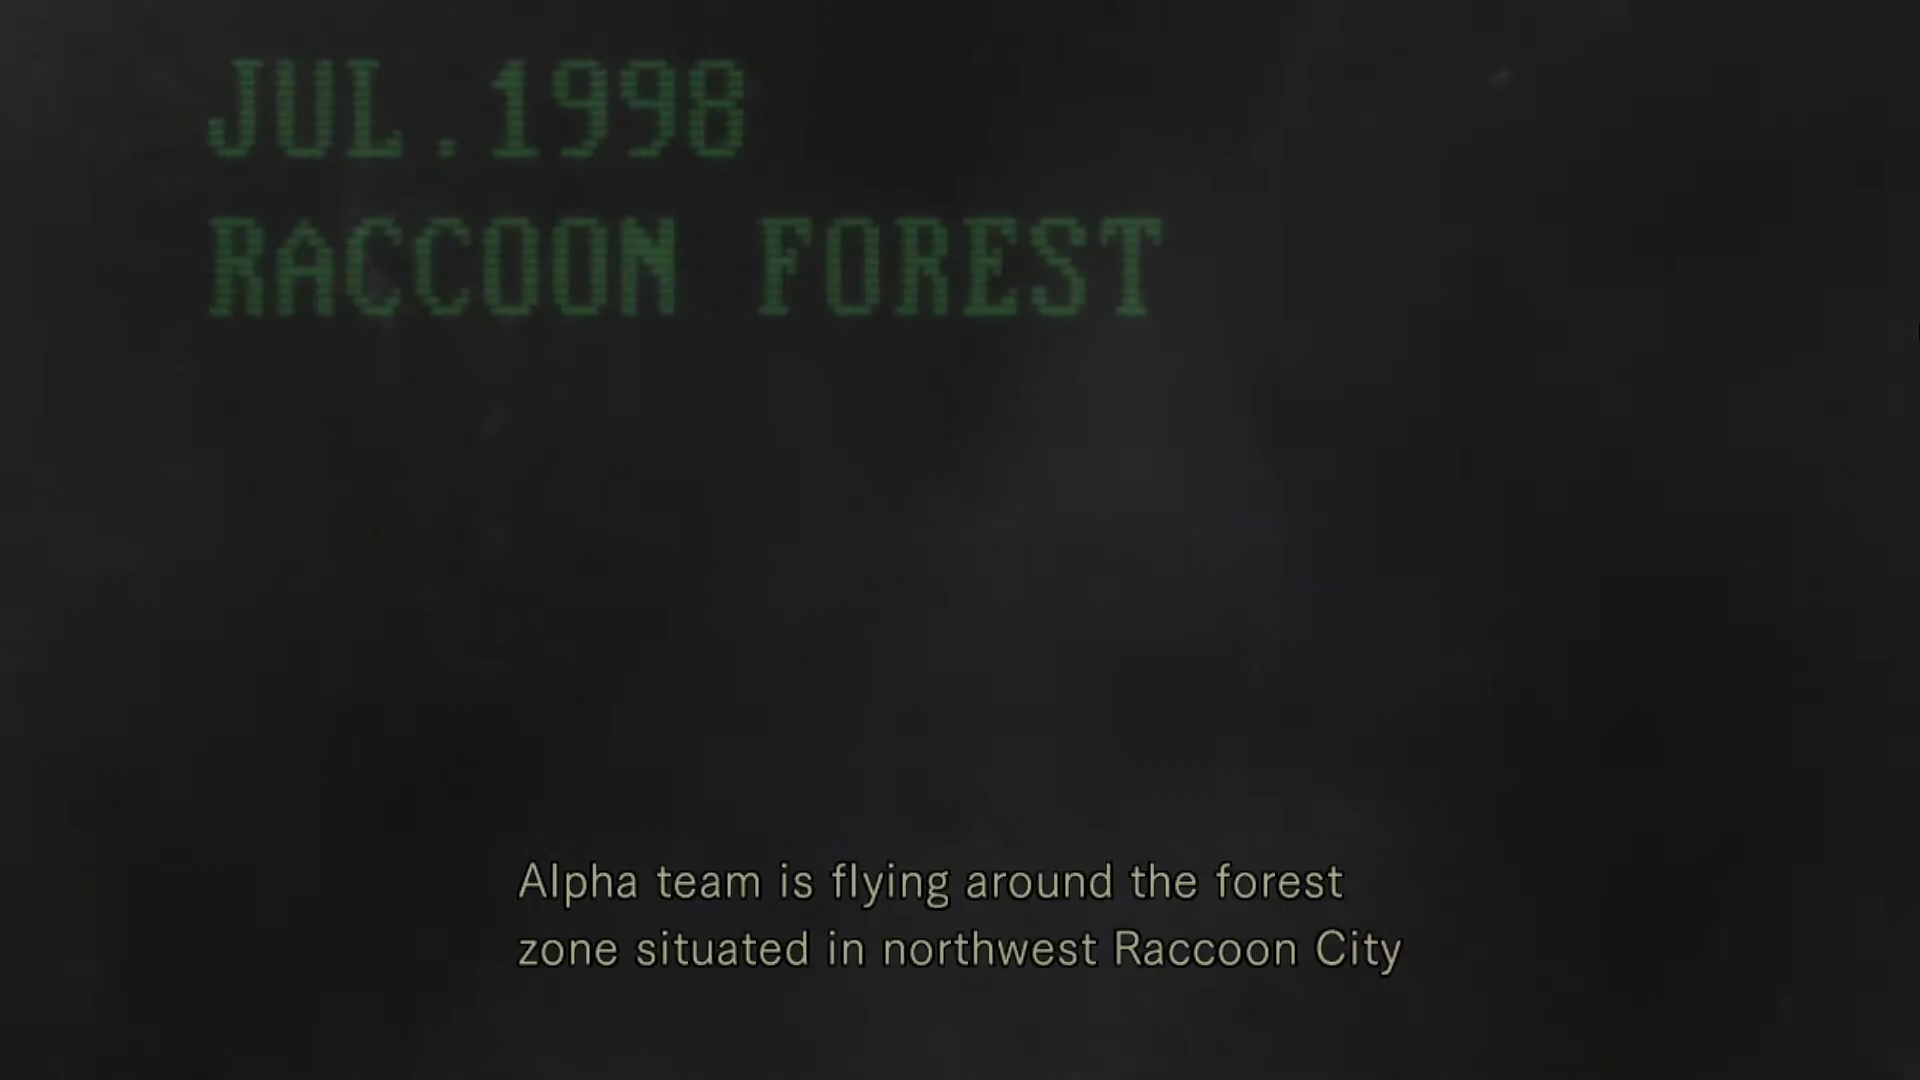 JUL.1998
RACCOON FOREST
Alpha team is flying around the forest
zone situated in northwest Raccoon City